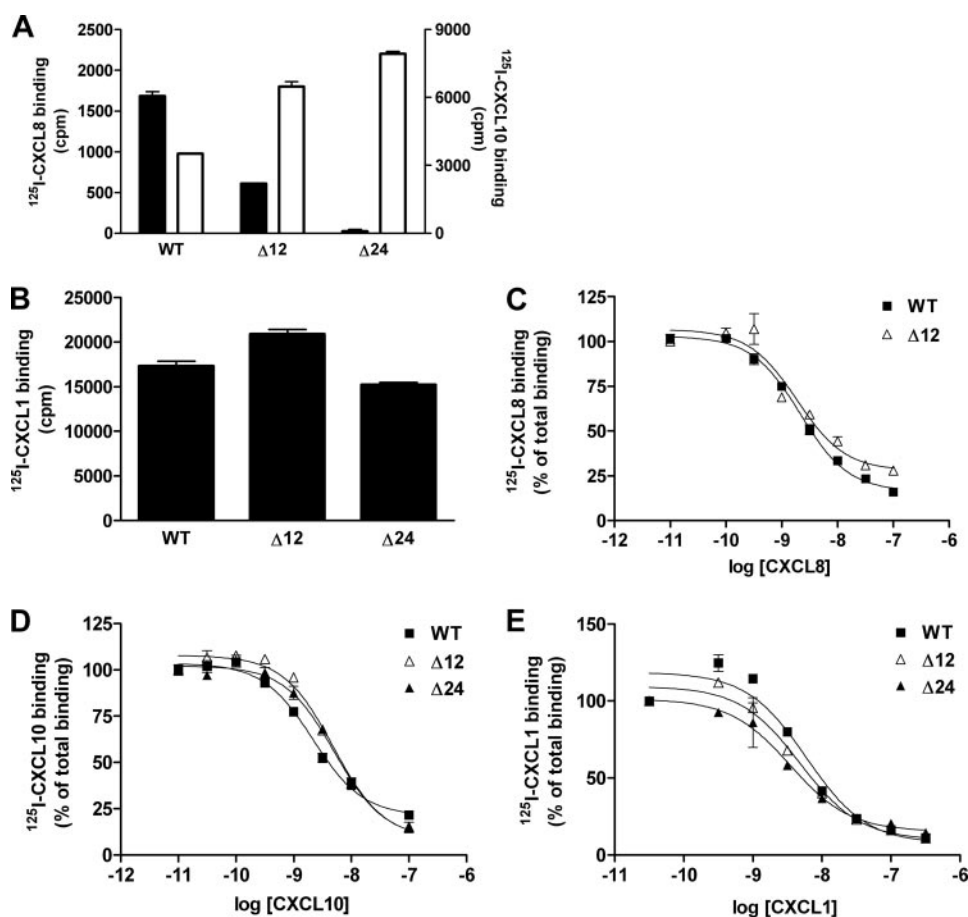 A
¹²⁵I-CXCL8 binding
(cpm)
2500
2000
1500
1000
500
0
9000
6000
3000
0
¹²⁵I-CXCL10 binding
(cpm)
WT
Δ12
Δ24
B
¹²⁵I-CXCL1 binding
(cpm)
25000
20000
15000
10000
5000
0
WT
Δ12
Δ24
C
¹²⁵I-CXCL8 binding
(% of total binding)
125
100
75
50
25
0
-12 -11 -10 -9 -8 -7 -6
log [CXCL8]
WT
Δ12
D
¹²⁵I-CXCL10 binding
(% of total binding)
125
100
75
50
25
0
-12 -11 -10 -9 -8 -7 -6
log [CXCL10]
WT
Δ12
Δ24
E
¹²⁵I-CXCL1 binding
(% of total binding)
150
100
50
0
-11 -10 -9 -8 -7 -6
log [CXCL1]
WT
Δ12
Δ24